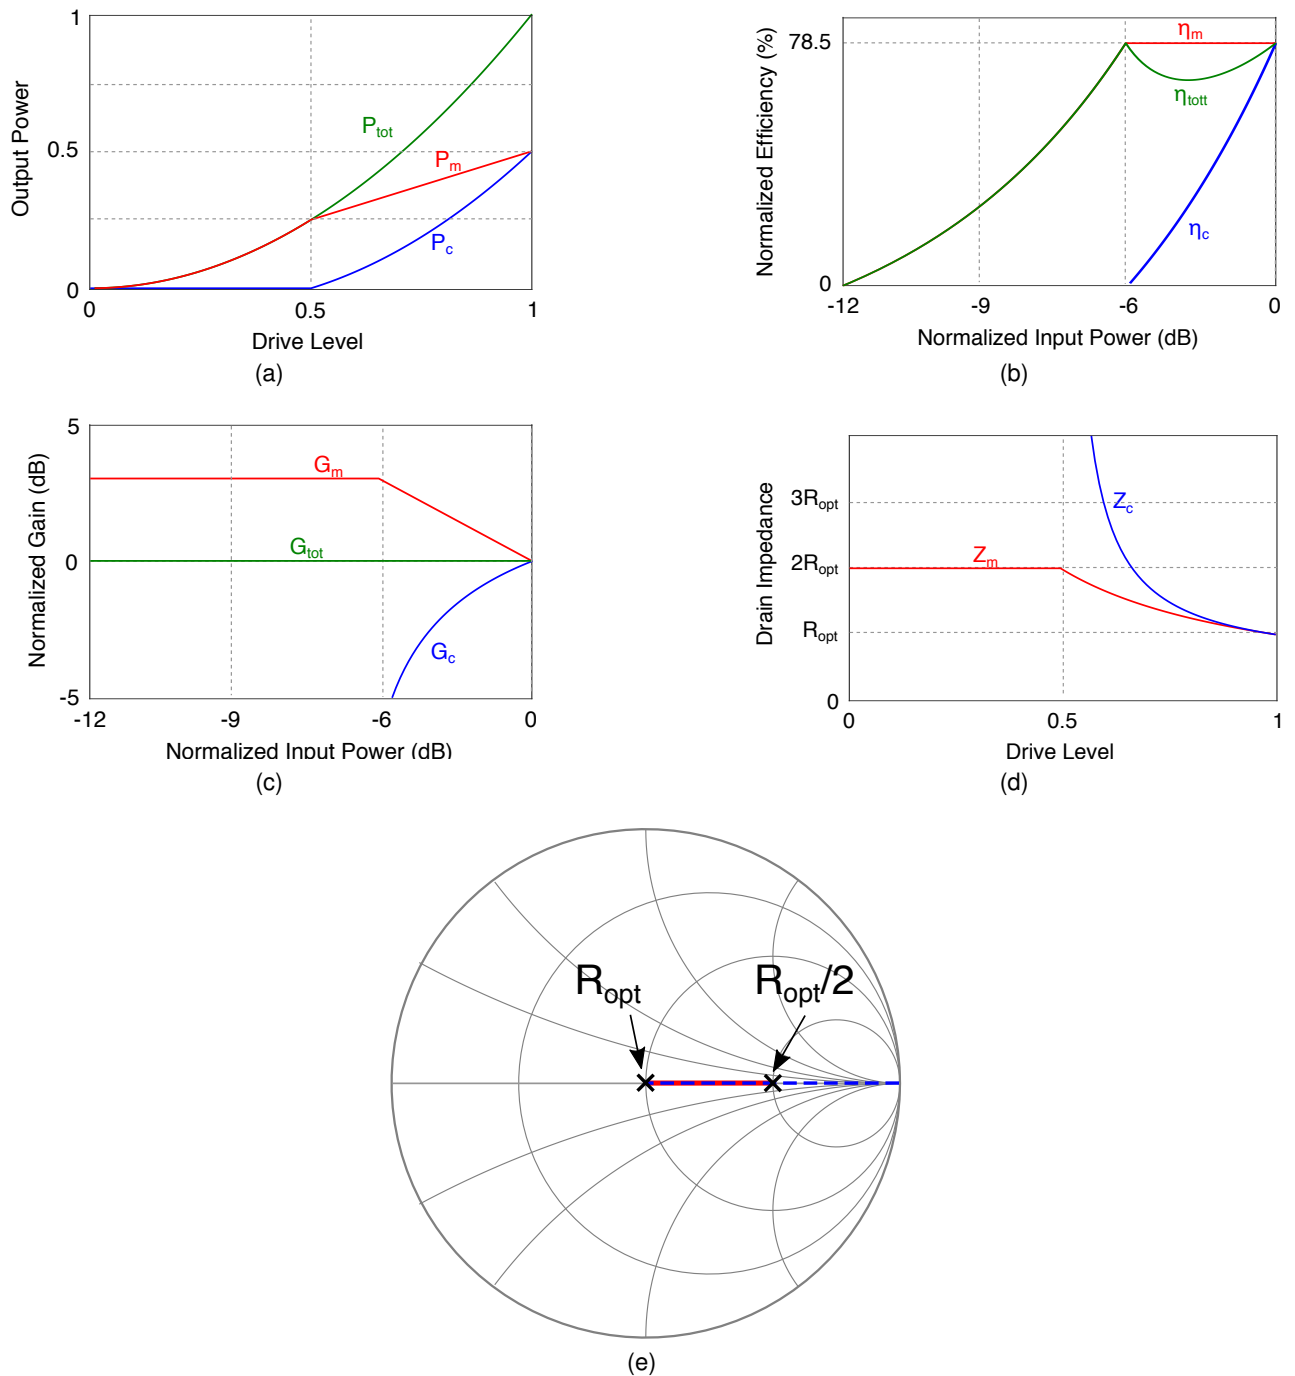 1
0.5
0
0
0.5
1
Output Power
P_tot
P_m
P_c
Drive Level
(a)
78.5
0
-12
-9
-6
0
Normalized Efficiency (%)
η_m
η_tott
η_c
Normalized Input Power (dB)
(b)
5
0
-5
-12
-9
-6
0
Normalized Gain (dB)
G_m
G_tot
G_c
Normalized Input Power (dB)
(c)
3R_opt
2R_opt
R_opt
0
0
0.5
1
Drain Impedance
Z_c
Z_m
Drive Level
(d)
R_opt
R_opt/2
(e)